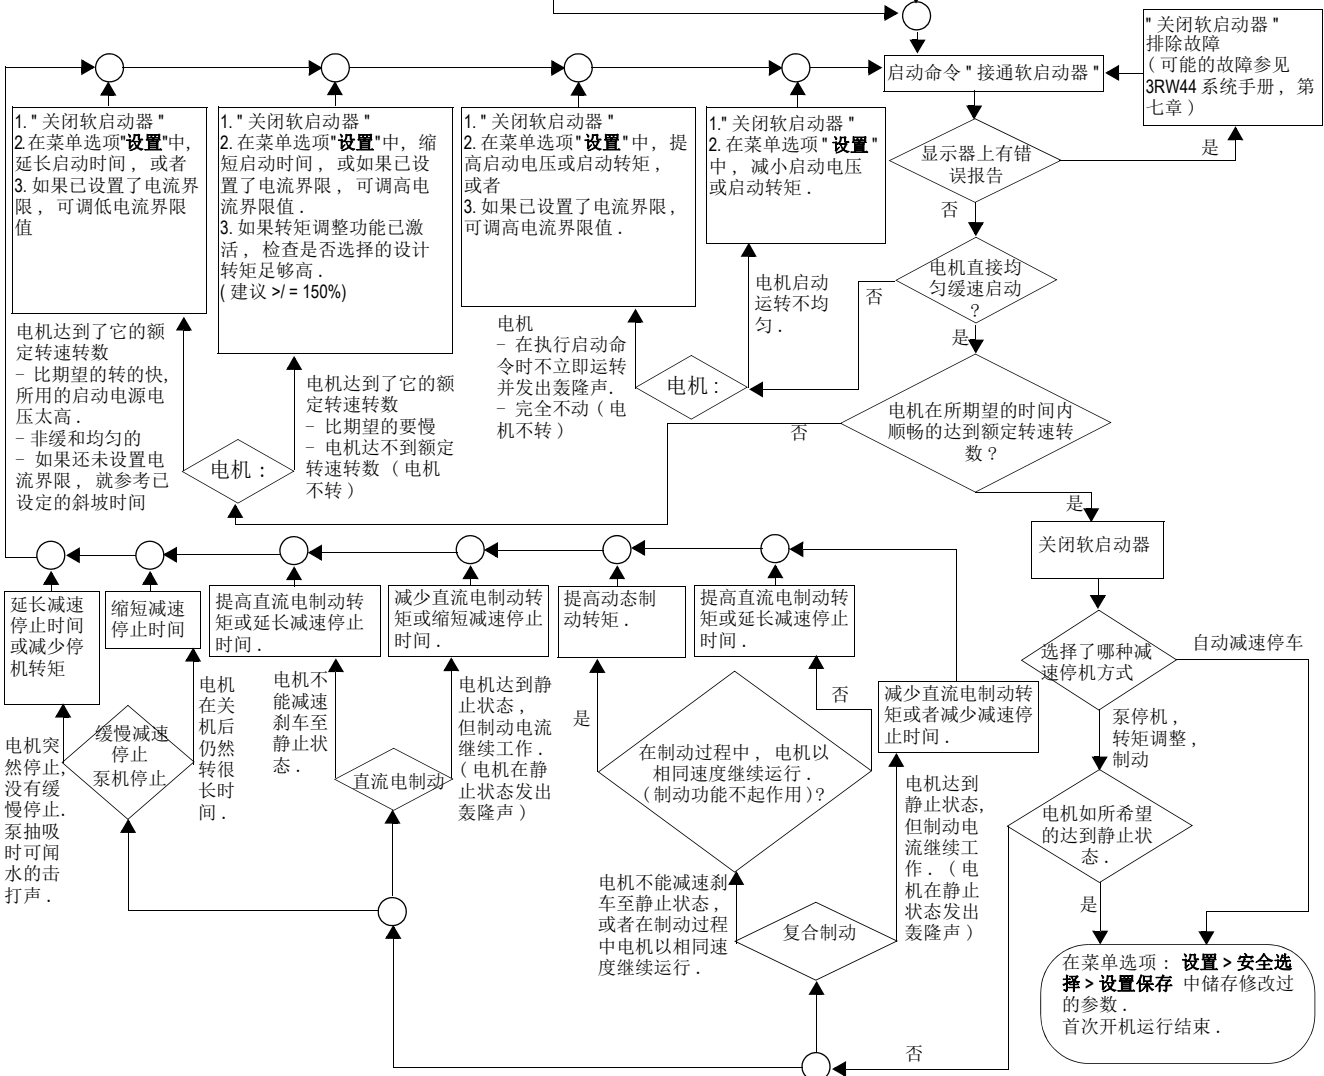 " 关闭软启动器 "
排除故障
( 可能的故障参见
3RW44 系统手册 , 第
七章 )
启动命令 " 接通软启动器 "
是
显示器上有错
误报告
否
1. " 关闭软启动器 "
2.在菜单选项"设置"中,
延长启动时间 , 或者
3. 如果已设置了电流界
限 , 可调低电流界限
值
1. " 关闭软启动器 "
2. 在菜单选项"设置"中 , 缩
短启动时间 , 或如果已设
置了电流界限 , 可调高电
流界限值 .
3. 如果转矩调整功能已激
活 , 检查是否选择的设计
转矩足够高 .
( 建议 >/ = 150%)
1. " 关闭软启动器 "
2. 在菜单选项 "设置" 中 , 提
高启动电压或启动转矩 ,
或者
3. 如果已设置了电流界限 ,
可调高电流界限值 .
1." 关闭软启动器 "
2. 在菜单选项 " 设置 "
中 , 减小启动电压
或启动转矩 .
电机直接均
匀缓速启动
?
否
是
电机启动
运转不均
匀 .
电机
– 在执行启动命
令时不立即运转
并发出轰隆声.
– 完全不动 ( 电
机不转 )
电机 :
电机达到了它的额
定转速转数
– 比期望的转的快,
所用的启动电源电
压太高 .
– 非缓和均匀的
– 如果还未设置电
流界限 , 就参考已
设定的斜坡时间
电机 :
电机达到了它的额
定转速转数
– 比期望的要慢
– 电机达不到额定
转速转数 ( 电机
不转 )
电机在所期望的时间内
顺畅的达到额定转速转
数 ?
否
是
关闭软启动器
选择了哪种减
速停机方式
自动减速停车
泵停机 ,
转矩调整 ,
制动
电机如所希望
的达到静止状
态 .
是
否
在菜单选项 : 设置 > 安全选
择 > 设置保存 中储存修改过
的参数 .
首次开机运行结束 .
延长减速
停止时间
或减少停
机转矩
缩短减速
停止时间
提高直流电制动转
矩或延长减速停止
时间 .
减少直流电制动转
矩或缩短减速停止
时间 .
提高动态制
动转矩 .
提高直流电制动转
矩或延长减速停止
时间 .
减少直流电制动转
矩或者减少减速停
止时间 .
电机突
然停止,
没有缓
慢停止.
泵抽吸
时可闻
水的击
打声 .
缓慢减速
停止
泵机停止
电机
在关
机后
仍然
转很
长时
间 .
电机不
能减速
刹车至
静止状
态 .
直流电制动
电机达到静
止状态 ,
但制动电流
继续工作 .
( 电机在静
止状态发出
轰隆声 )
是
在制动过程中 , 电机以
相同速度继续运行 .
( 制动功能不起作用 ) ?
否
电机不能减速刹
车至静止状态 ,
或者在制动过程
中电机以相同速
度继续运行 .
复合制动
电机达到
静止状态,
但制动电
流继续工
作 . ( 电
机在静止
状态发出
轰隆声 )